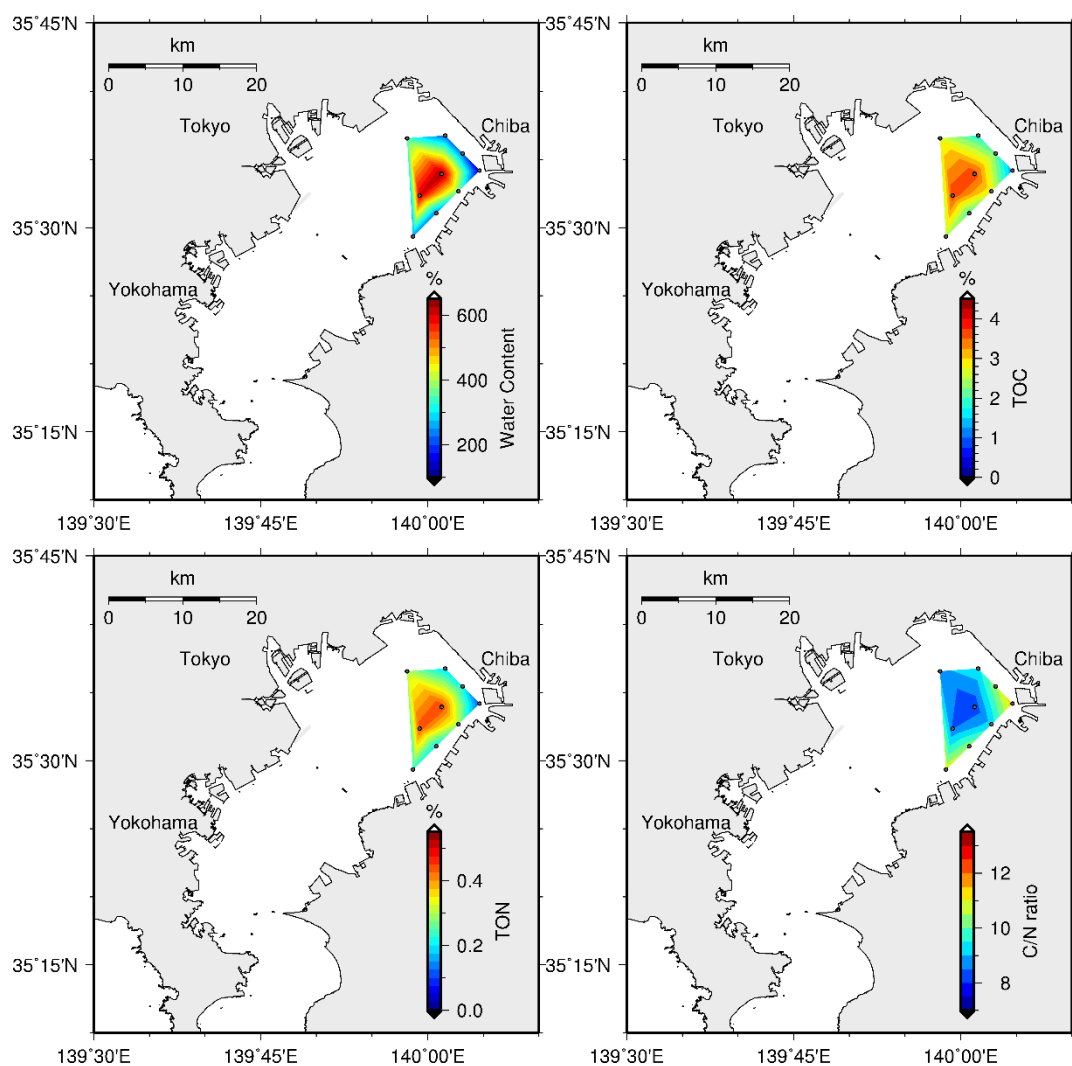 35°45'N
km
0 10 20
Tokyo
Chiba
35°30'N
Yokohama
%
600
400
200
Water Content
35°15'N
139°30'E 139°45'E 140°00'E
35°45'N
km
0 10 20
Tokyo
Chiba
35°30'N
Yokohama
%
4
3
2
1
0
TOC
35°15'N
139°30'E 139°45'E 140°00'E
35°45'N
km
0 10 20
Tokyo
Chiba
35°30'N
Yokohama
%
0.4
0.2
0.0
TON
35°15'N
139°30'E 139°45'E 140°00'E
35°45'N
km
0 10 20
Tokyo
Chiba
35°30'N
Yokohama
12
10
8
C/N ratio
35°15'N
139°30'E 139°45'E 140°00'E